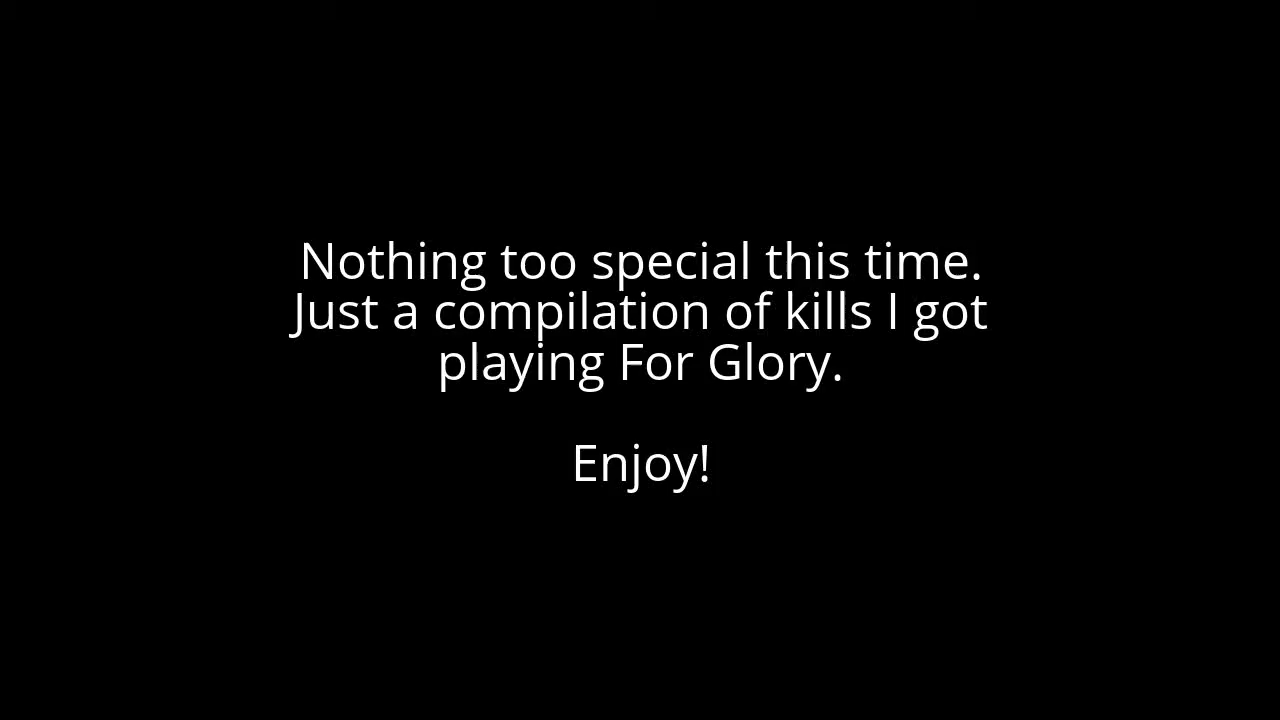 Nothing too special this time.
Just a compilation of kills I got
playing For Glory.
Enjoy!